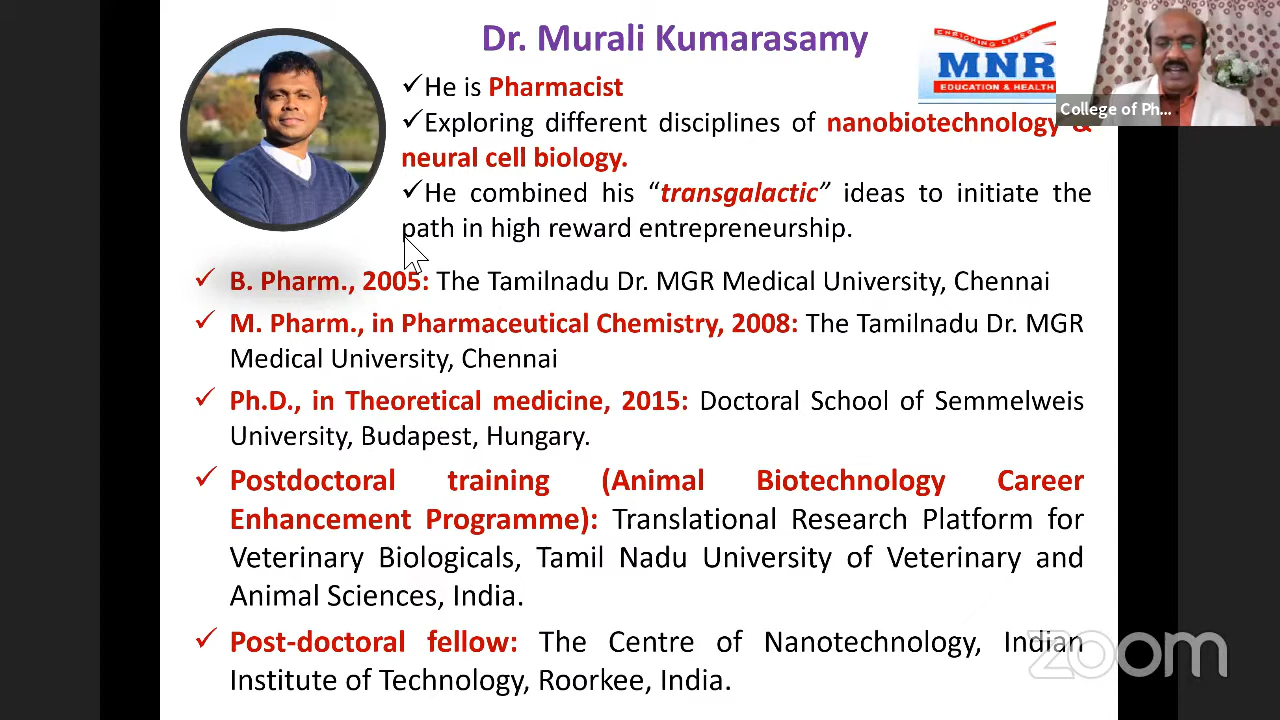 Dr. Murali Kumarasamy
ENRICHING LIVES
MNR
EDUCATION & HEALTH
College of Ph...
✓He is Pharmacist
✓Exploring different disciplines of nanobiotechnology &
neural cell biology.
✓He combined his “transgalactic” ideas to initiate the
path in high reward entrepreneurship.
✓ B. Pharm., 2005: The Tamilnadu Dr. MGR Medical University, Chennai
✓ M. Pharm., in Pharmaceutical Chemistry, 2008: The Tamilnadu Dr. MGR
Medical University, Chennai
✓ Ph.D., in Theoretical medicine, 2015: Doctoral School of Semmelweis
University, Budapest, Hungary.
✓ Postdoctoral training (Animal Biotechnology Career
Enhancement Programme): Translational Research Platform for
Veterinary Biologicals, Tamil Nadu University of Veterinary and
Animal Sciences, India.
✓ Post-doctoral fellow: The Centre of Nanotechnology, Indian
Institute of Technology, Roorkee, India.
zoom